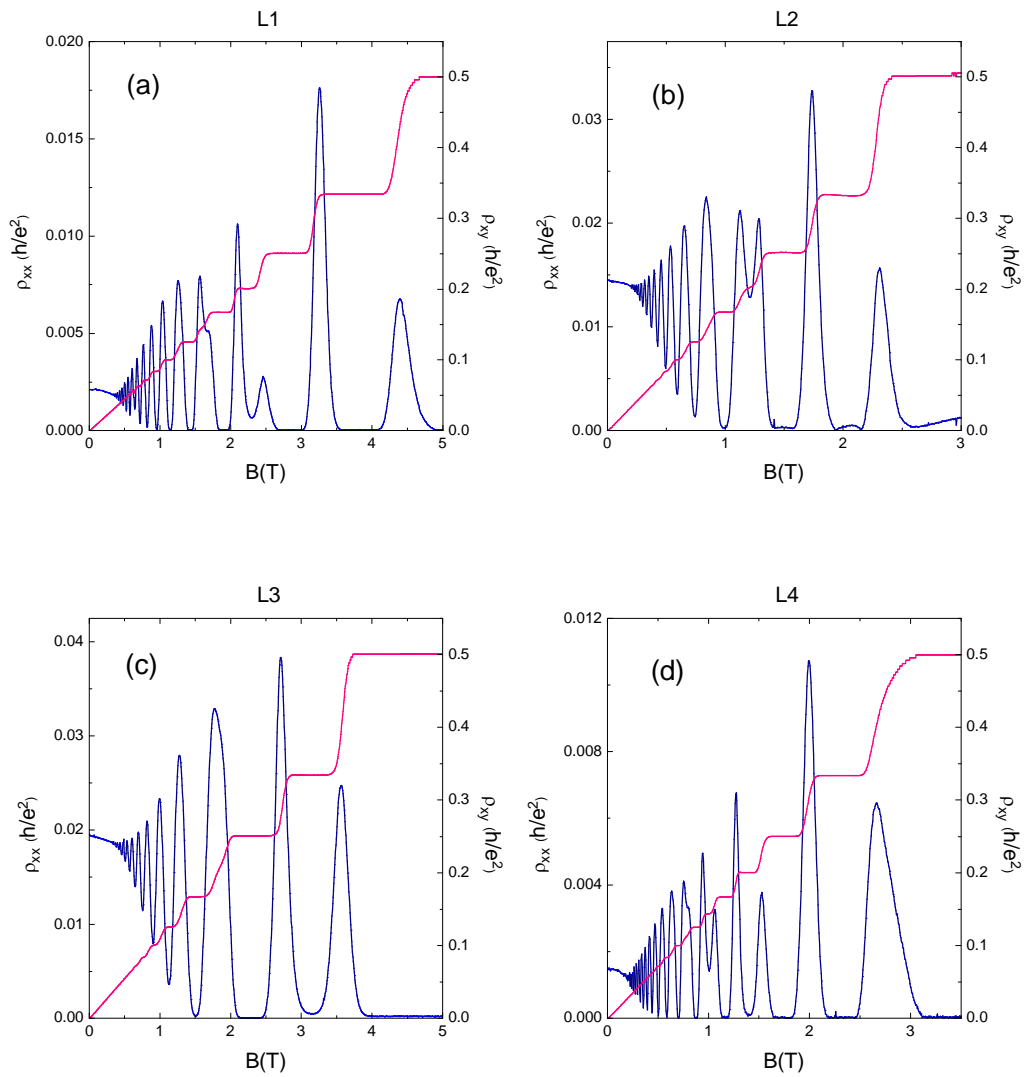 L1
(a)
0.020
0.015
0.010
0.005
0.000
0.5
0.4
0.3
0.2
0.1
0.0
0 1 2 3 4 5
ρxx (h/e²)
ρxy (h/e²)
B(T)
L2
(b)
0.03
0.02
0.01
0.00
0.5
0.4
0.3
0.2
0.1
0.0
0 1 2 3
ρxx (h/e²)
ρxy (h/e²)
B(T)
L3
(c)
0.04
0.03
0.02
0.01
0.00
0.5
0.4
0.3
0.2
0.1
0.0
0 1 2 3 4 5
ρxx (h/e²)
ρxy (h/e²)
B(T)
L4
(d)
0.012
0.008
0.004
0.000
0.5
0.4
0.3
0.2
0.1
0.0
0 1 2 3
ρxx (h/e²)
ρxy (h/e²)
B(T)